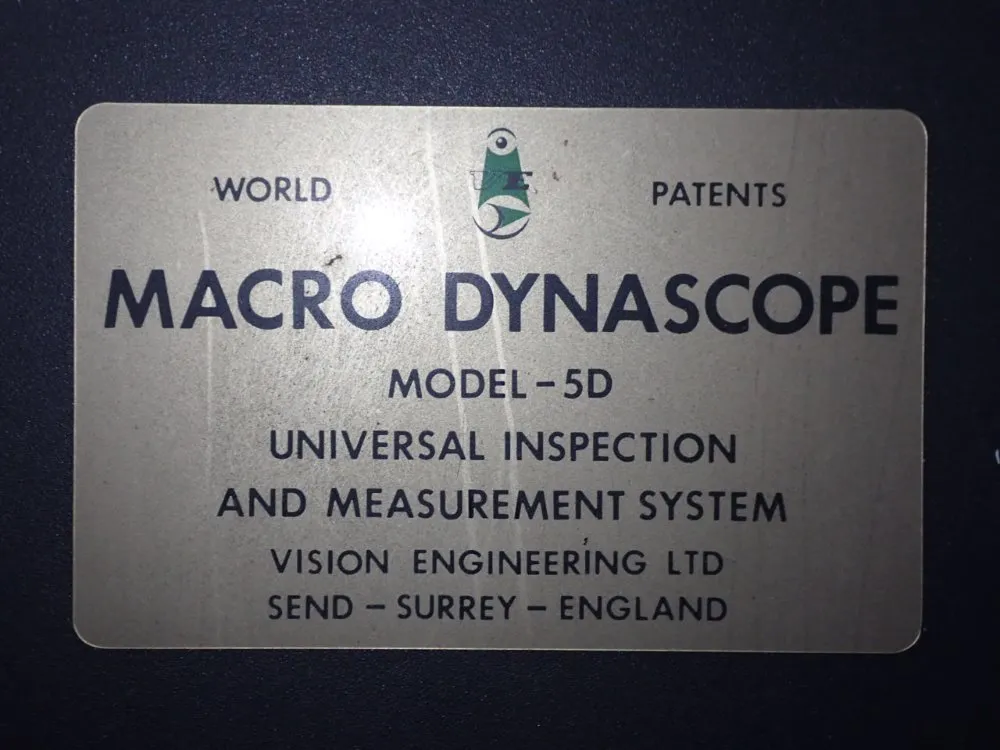 WORLD PATENTS
V.E.
MACRO DYNASCOPE
MODEL - 5D
UNIVERSAL INSPECTION
AND MEASUREMENT SYSTEM
VISION ENGINEERING LTD
SEND - SURREY - ENGLAND